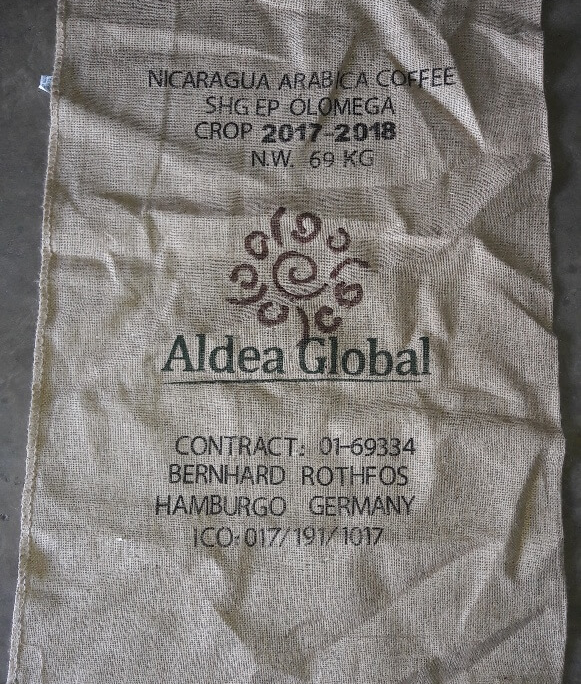 NICARAGUA ARABICA COFFEE
SHG EP OLOMEGA
CROP 2017-2018
N.W. 69 KG
Aldea Global
CONTRACT: 01-69334
BERNHARD ROTHFOS
HAMBURGO GERMANY
ICO: 017/191/1017